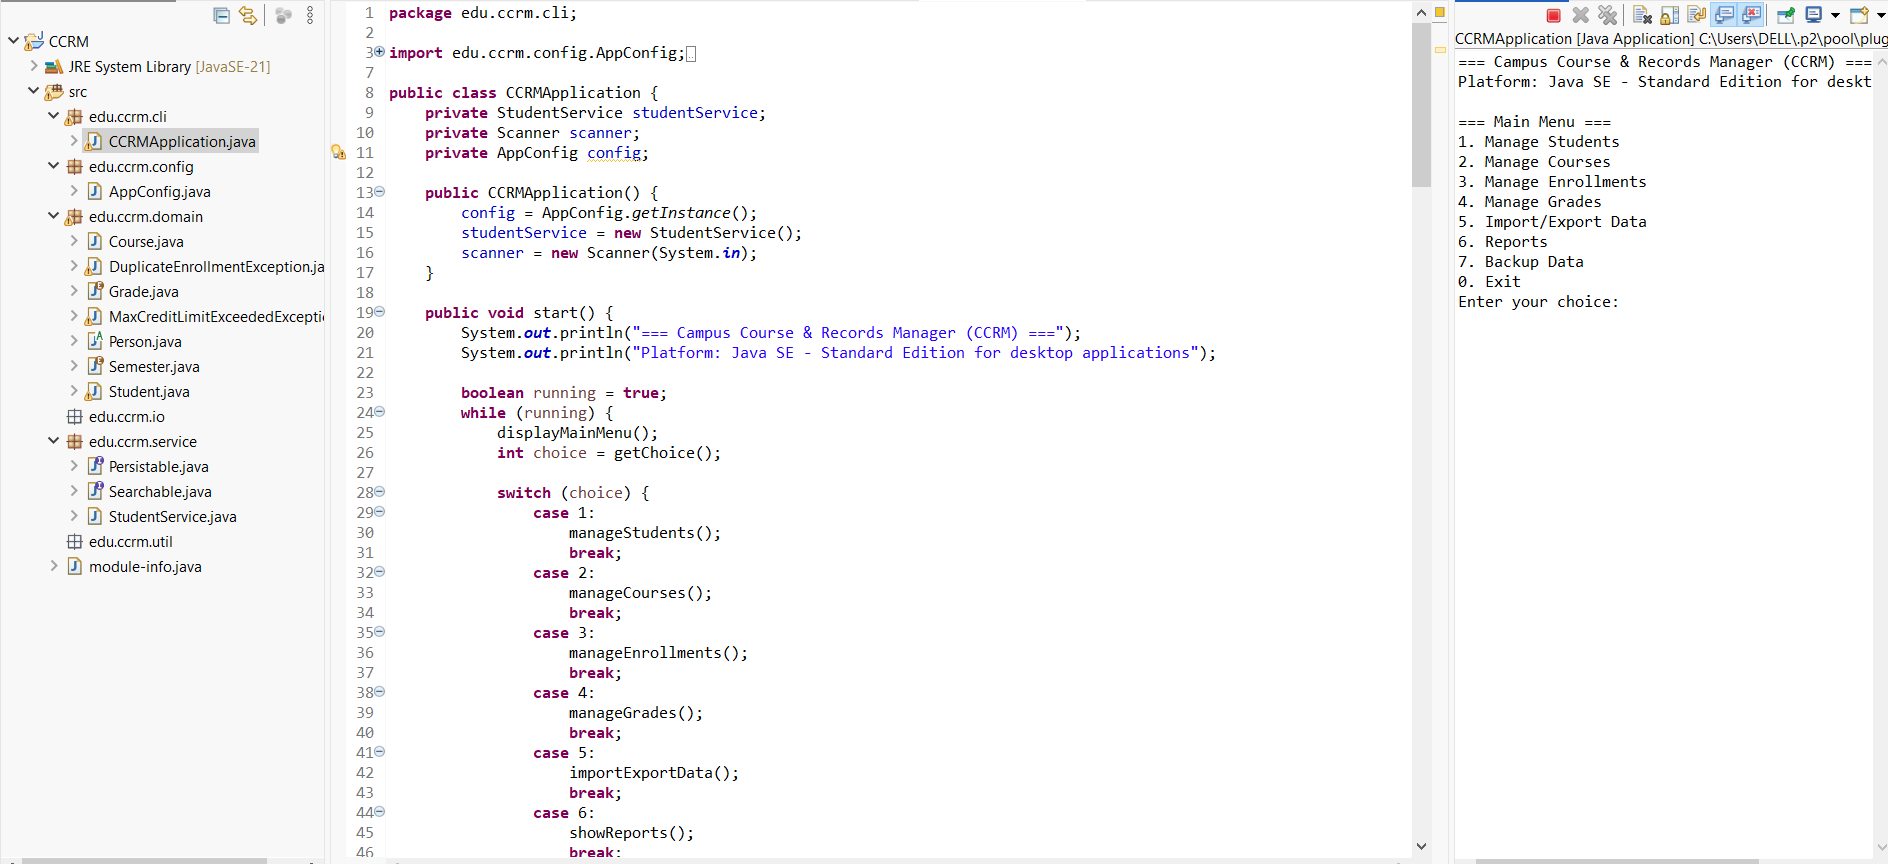 CCRM
JRE System Library [JavaSE-21]
src
edu.ccrm.cli
CCRMApplication.java
edu.ccrm.config
AppConfig.java
edu.ccrm.domain
Course.java
DuplicateEnrollmentException.ja
Grade.java
MaxCreditLimitExceededExceptio
Person.java
Semester.java
Student.java
edu.ccrm.io
edu.ccrm.service
Persistable.java
Searchable.java
StudentService.java
edu.ccrm.util
module-info.java
1 package edu.ccrm.cli;
2
3 import edu.ccrm.config.AppConfig;
7
8 public class CCRMApplication {
9 private StudentService studentService;
10 private Scanner scanner;
11 private AppConfig config;
12
13 public CCRMApplication() {
14 config = AppConfig.getInstance();
15 studentService = new StudentService();
16 scanner = new Scanner(System.in);
17 }
18
19 public void start() {
20 System.out.println("=== Campus Course & Records Manager (CCRM) ===");
21 System.out.println("Platform: Java SE - Standard Edition for desktop applications");
22
23 boolean running = true;
24 while (running) {
25 displayMainMenu();
26 int choice = getChoice();
27
28 switch (choice) {
29 case 1:
30 manageStudents();
31 break;
32 case 2:
33 manageCourses();
34 break;
35 case 3:
36 manageEnrollments();
37 break;
38 case 4:
39 manageGrades();
40 break;
41 case 5:
42 importExportData();
43 break;
44 case 6:
45 showReports();
46 break;
CCRMApplication [Java Application] C:\Users\DELL\.p2\pool\plug
=== Campus Course & Records Manager (CCRM) ===
Platform: Java SE - Standard Edition for deskt
=== Main Menu ===
1. Manage Students
2. Manage Courses
3. Manage Enrollments
4. Manage Grades
5. Import/Export Data
6. Reports
7. Backup Data
0. Exit
Enter your choice: